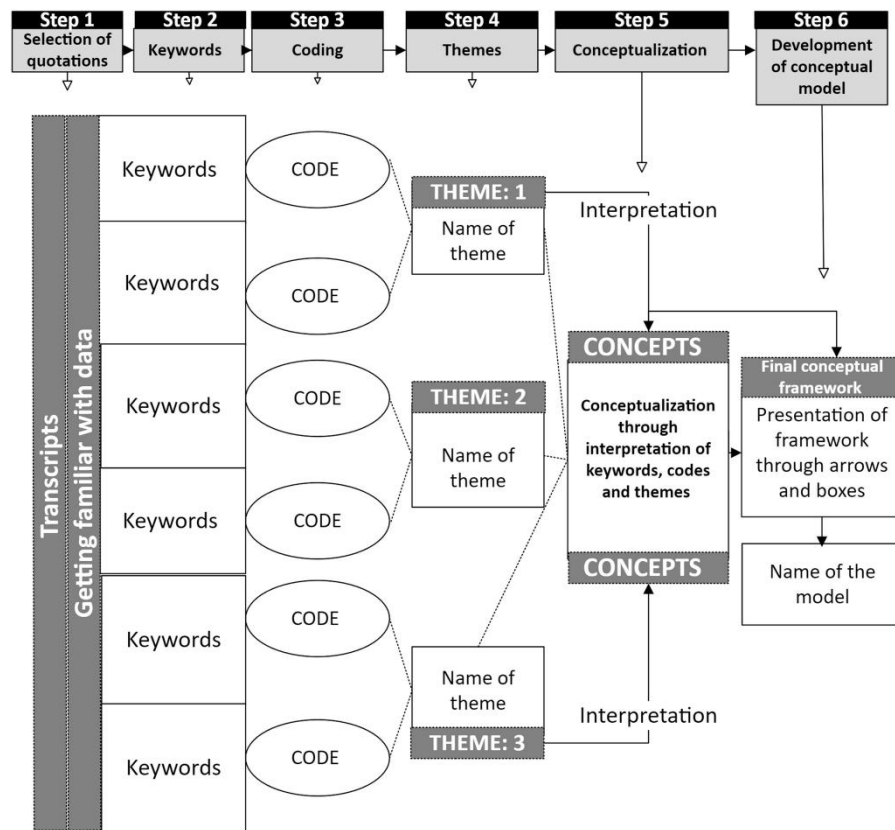 Step 1
Selection of
quotations
Step 2
Keywords
Step 3
Coding
Step 4
Themes
Step 5
Conceptualization
Step 6
Development
of conceptual
model
Transcripts
Getting familiar with data
Keywords
Keywords
Keywords
Keywords
Keywords
Keywords
CODE
CODE
CODE
CODE
CODE
CODE
THEME: 1
Name of
theme
THEME: 2
Name of
theme
Name of
theme
THEME: 3
Interpretation
CONCEPTS
Conceptualization
through
interpretation of
keywords, codes
and themes
CONCEPTS
Interpretation
Final conceptual
framework
Presentation of
framework
through arrows
and boxes
Name of the
model